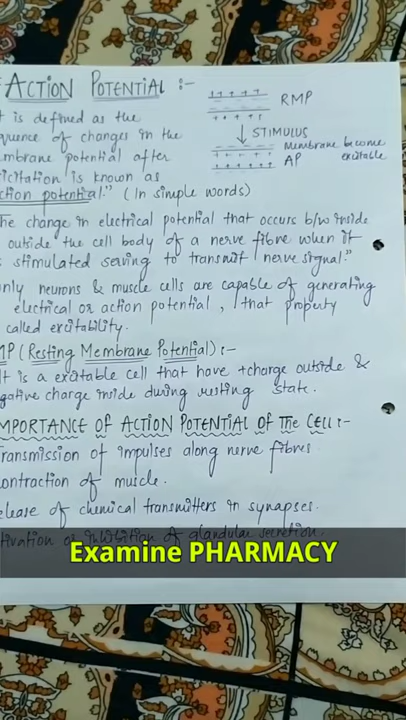 ACTION POTENTIAL :-
RMP
t is defined as the
quence of changes in the
STIMULUS
mbrane potential after
Membrane become
excitable
AP
icitation is known as
ction potential." (In simple words)
he change in electrical potential that occurs b/w inside
outside the cell body of a nerve fibre when it
s stimulated serving to transmit nerve signal."
nly neurons & muscle cells are capable of generating
electrical or action potential, that property
called excitability.
MP (Resting Membrane Potential) :-
It is a excitable cell that have +charge outside &
gative charge inside during resting state.
MPORTANCE OF ACTION POTENTIAL OF THE CELL :-
ransmission of impulses along nerve fibres
ontraction of muscle.
elease of chemical transmitters in synapses.
tivation or inhibition of glandular secretion.
Examine PHARMACY